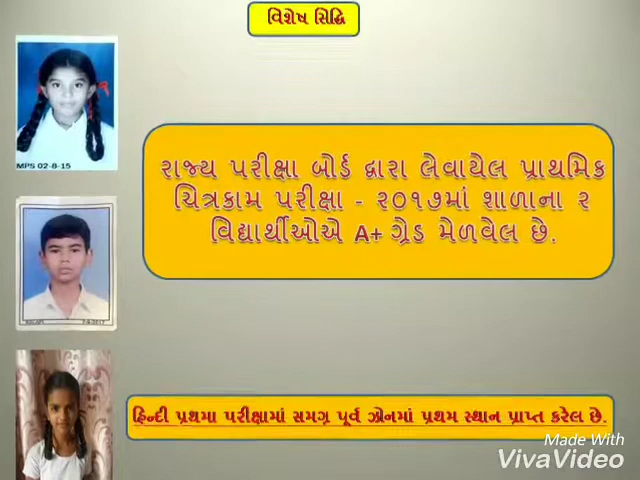 વિશેષ સિદ્ધિ
MPS 02-8-15
રાજ્ય પરીક્ષા બોર્ડ દ્વારા લેવાયેલ પ્રાથમિક
ચિત્રકામ પરીક્ષા - ૨૦૧૭માં શાળાના ૨
વિદ્યાર્થીઓએ A+ ગ્રેડ મેળવેલ છે.
હિન્દી પ્રથમા પરીક્ષામાં સમગ્ર પૂર્વ ઝોનમાં પ્રથમ સ્થાન પ્રાપ્ત કરેલ છે.
Made With
VivaVideo